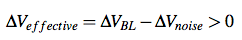 ΔV_effective = ΔV_BL − ΔV_noise > 0